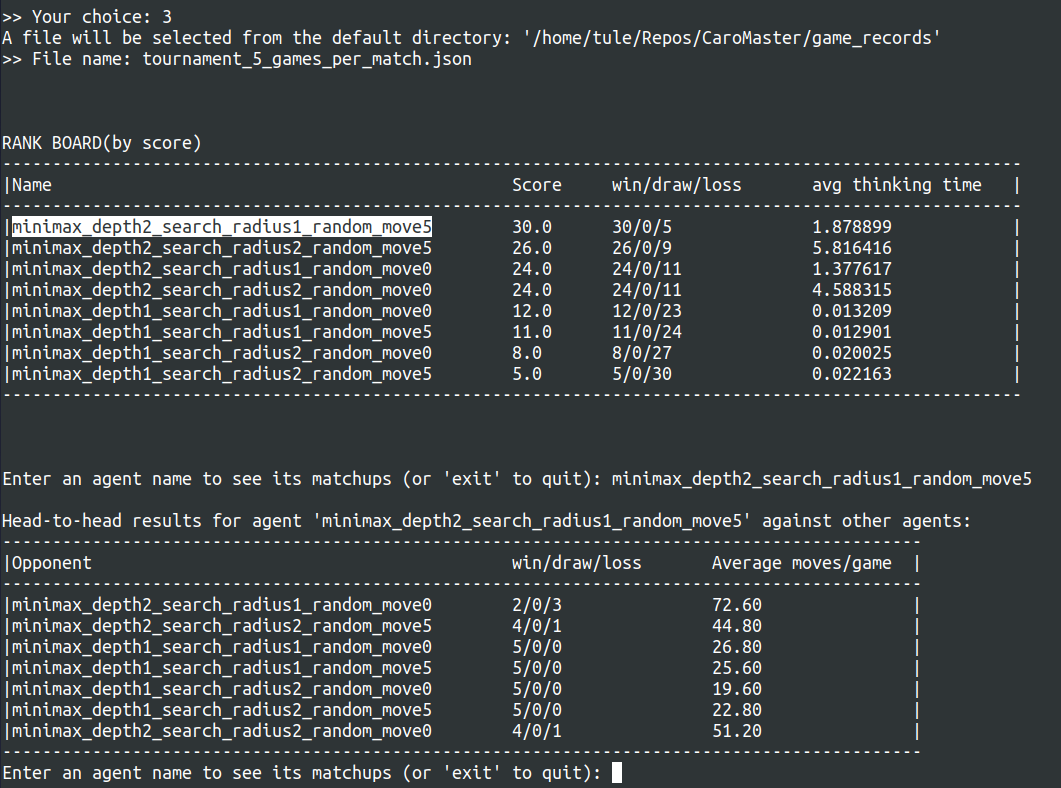 >> Your choice: 3
A file will be selected from the default directory: '/home/tule/Repos/CaroMaster/game_records'
>> File name: tournament_5_games_per_match.json
RANK BOARD(by score)
------------------------------------------------------------------------------------------------------
|Name                                              Score     win/draw/loss       avg thinking time   |
------------------------------------------------------------------------------------------------------
|minimax_depth2_search_radius1_random_move5        30.0      30/0/5              1.878899            |
|minimax_depth2_search_radius2_random_move5        26.0      26/0/9              5.816416            |
|minimax_depth2_search_radius1_random_move0        24.0      24/0/11             1.377617            |
|minimax_depth2_search_radius2_random_move0        24.0      24/0/11             4.588315            |
|minimax_depth1_search_radius1_random_move0        12.0      12/0/23             0.013209            |
|minimax_depth1_search_radius1_random_move5        11.0      11/0/24             0.012901            |
|minimax_depth1_search_radius2_random_move0        8.0       8/0/27              0.020025            |
|minimax_depth1_search_radius2_random_move5        5.0       5/0/30              0.022163            |
------------------------------------------------------------------------------------------------------
Enter an agent name to see its matchups (or 'exit' to quit): minimax_depth2_search_radius1_random_move5
Head-to-head results for agent 'minimax_depth2_search_radius1_random_move5' against other agents:
--------------------------------------------------------------------------------------------
|Opponent                                          win/draw/loss       Average moves/game  |
--------------------------------------------------------------------------------------------
|minimax_depth2_search_radius1_random_move0        2/0/3               72.60               |
|minimax_depth2_search_radius2_random_move5        4/0/1               44.80               |
|minimax_depth1_search_radius1_random_move0        5/0/0               26.80               |
|minimax_depth1_search_radius1_random_move5        5/0/0               25.60               |
|minimax_depth1_search_radius2_random_move0        5/0/0               19.60               |
|minimax_depth1_search_radius2_random_move5        5/0/0               22.80               |
|minimax_depth2_search_radius2_random_move0        4/0/1               51.20               |
--------------------------------------------------------------------------------------------
Enter an agent name to see its matchups (or 'exit' to quit):